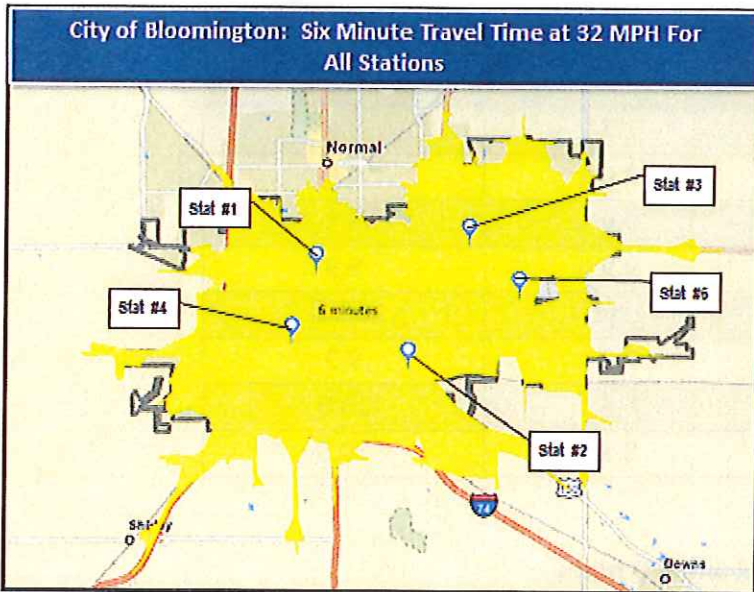 City of Bloomington: Six Minute Travel Time at 32 MPH For
All Stations
Normal
Stat #3
Stat #1
Stat #6
Stat #4
6 minutes
Stat #2
74
Downs